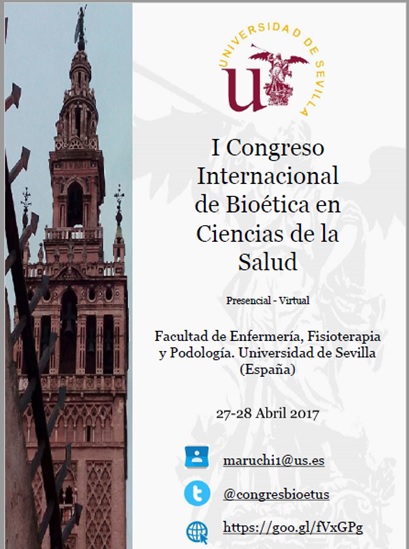 UNIVERSIDAD DE SEVILLA
I Congreso
Internacional
de Bioética en
Ciencias de la
Salud
Presencial - Virtual
Facultad de Enfermería, Fisioterapia
y Podología. Universidad de Sevilla
(España)
27-28 Abril 2017
maruchi1@us.es
@congresbioetus
https://goo.gl/fVxGPg